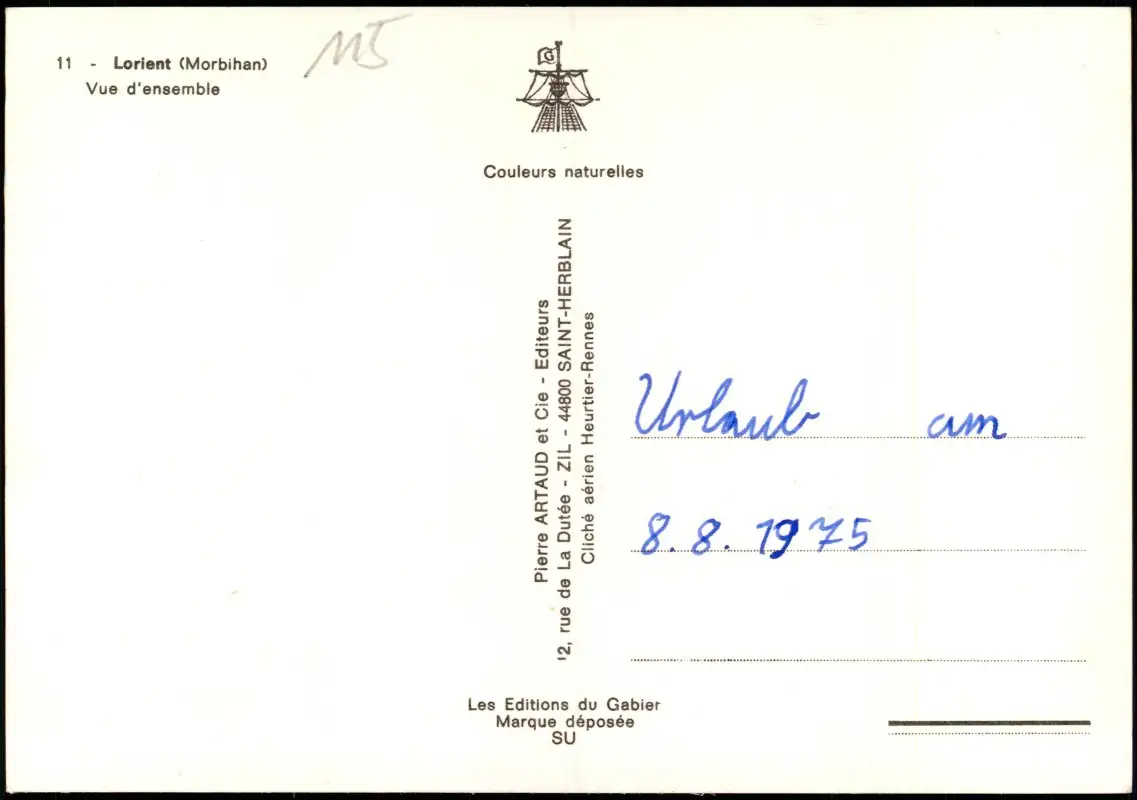 11 - Lorient (Morbihan)
Vue d'ensemble
115
G
Couleurs naturelles
Pierre ARTAUD et Cie - Editeurs
12, rue de La Dutée - ZIL - 44800 SAINT-HERBLAIN
Cliché aérien Heurtier-Rennes
Urlaub am
8. 8. 1975
Les Editions du Gabier
Marque déposée
SU